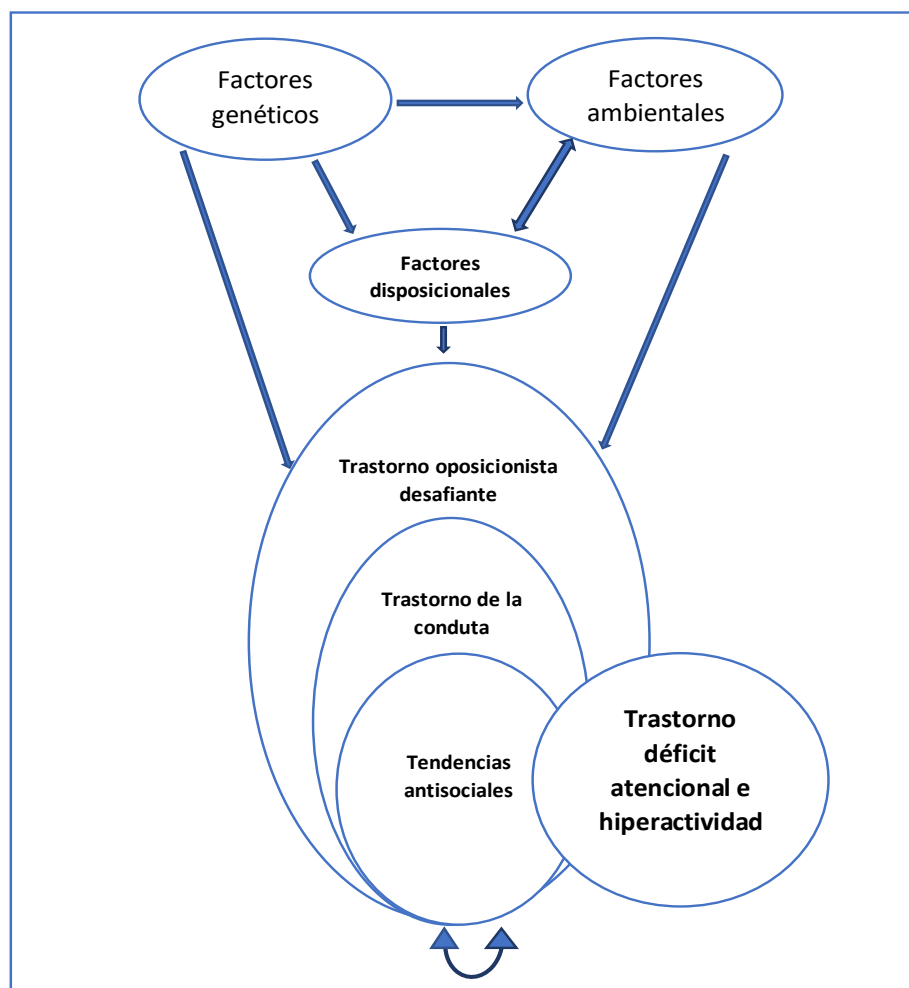 Factores
genéticos
Factores
ambientales
Factores
disposicionales
Trastorno oposicionista
desafiante
Trastorno de la
conduta
Tendencias
antisociales
Trastorno
déficit
atencional e
hiperactividad